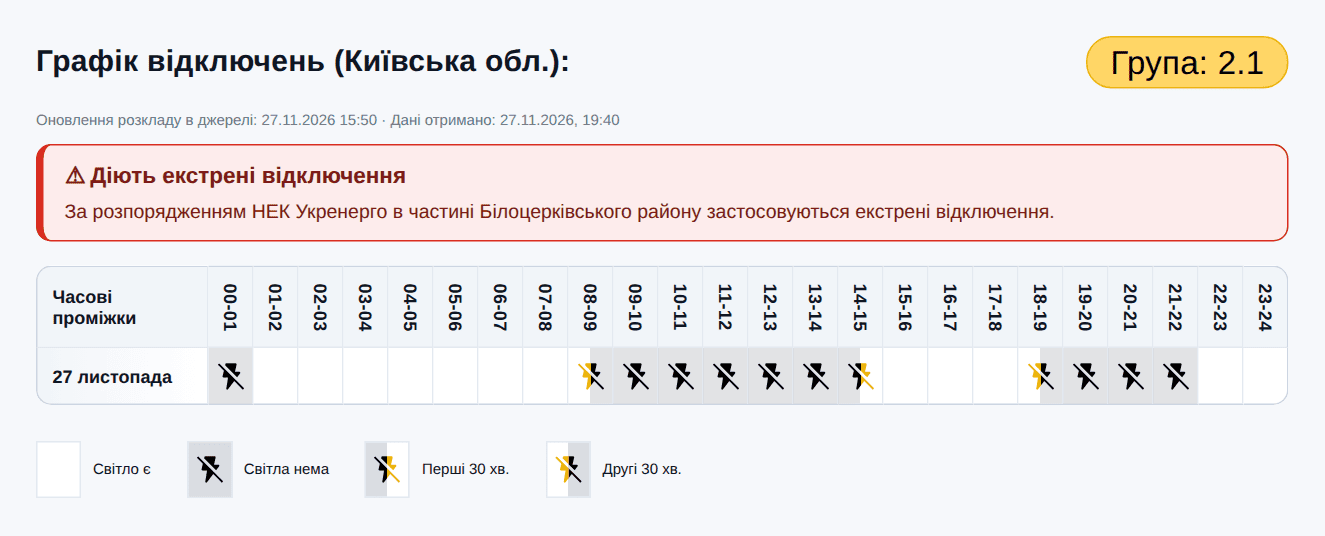 Графік відключень (Київська обл.):
Група: 2.1
Оновлення розкладу в джерелі: 27.11.2026 15:50 · Дані отримано: 27.11.2026, 19:40
⚠ Діють екстрені відключення
За розпорядженням НЕК Укренерго в частині Білоцерківського району застосовуються екстрені відключення.
Часові
проміжки
00-01
01-02
02-03
03-04
04-05
05-06
06-07
07-08
08-09
09-10
10-11
11-12
12-13
13-14
14-15
15-16
16-17
17-18
18-19
19-20
20-21
21-22
22-23
23-24
27 листопада
Світло є
Світла нема
Перші 30 хв.
Другі 30 хв.